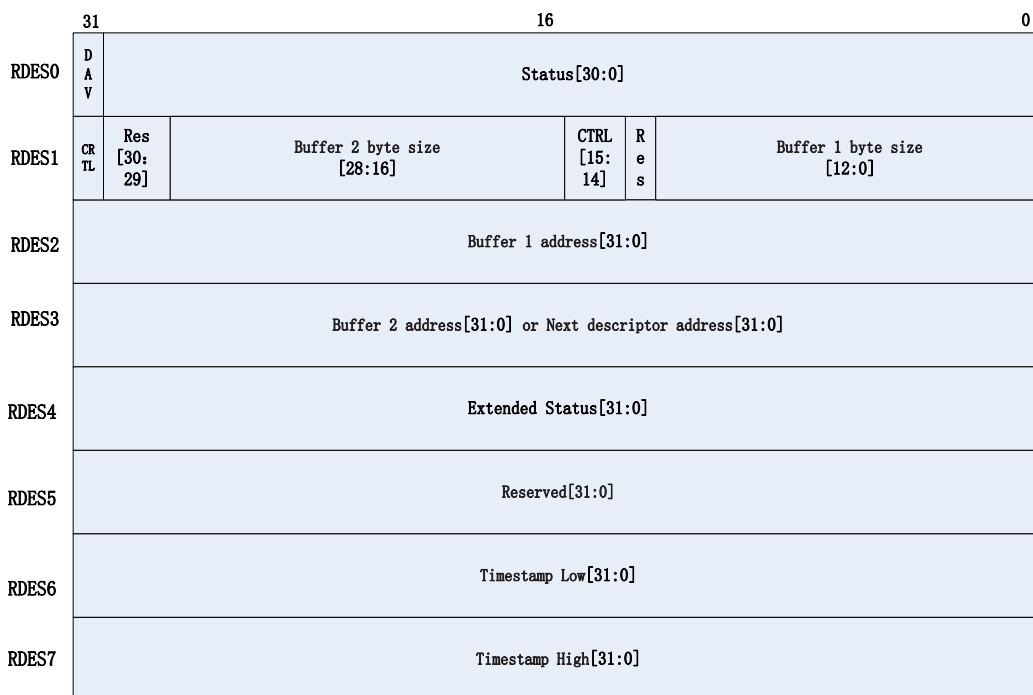 31 16 0
RDES0
D
A
V
Status[30:0]
RDES1
CR
TL
Res
[30:
29]
Buffer 2 byte size
[28:16]
CTRL
[15:
14]
R
e
s
Buffer 1 byte size
[12:0]
RDES2
Buffer 1 address[31:0]
RDES3
Buffer 2 address[31:0] or Next descriptor address[31:0]
RDES4
Extended Status[31:0]
RDES5
Reserved[31:0]
RDES6
Timestamp Low[31:0]
RDES7
Timestamp High[31:0]